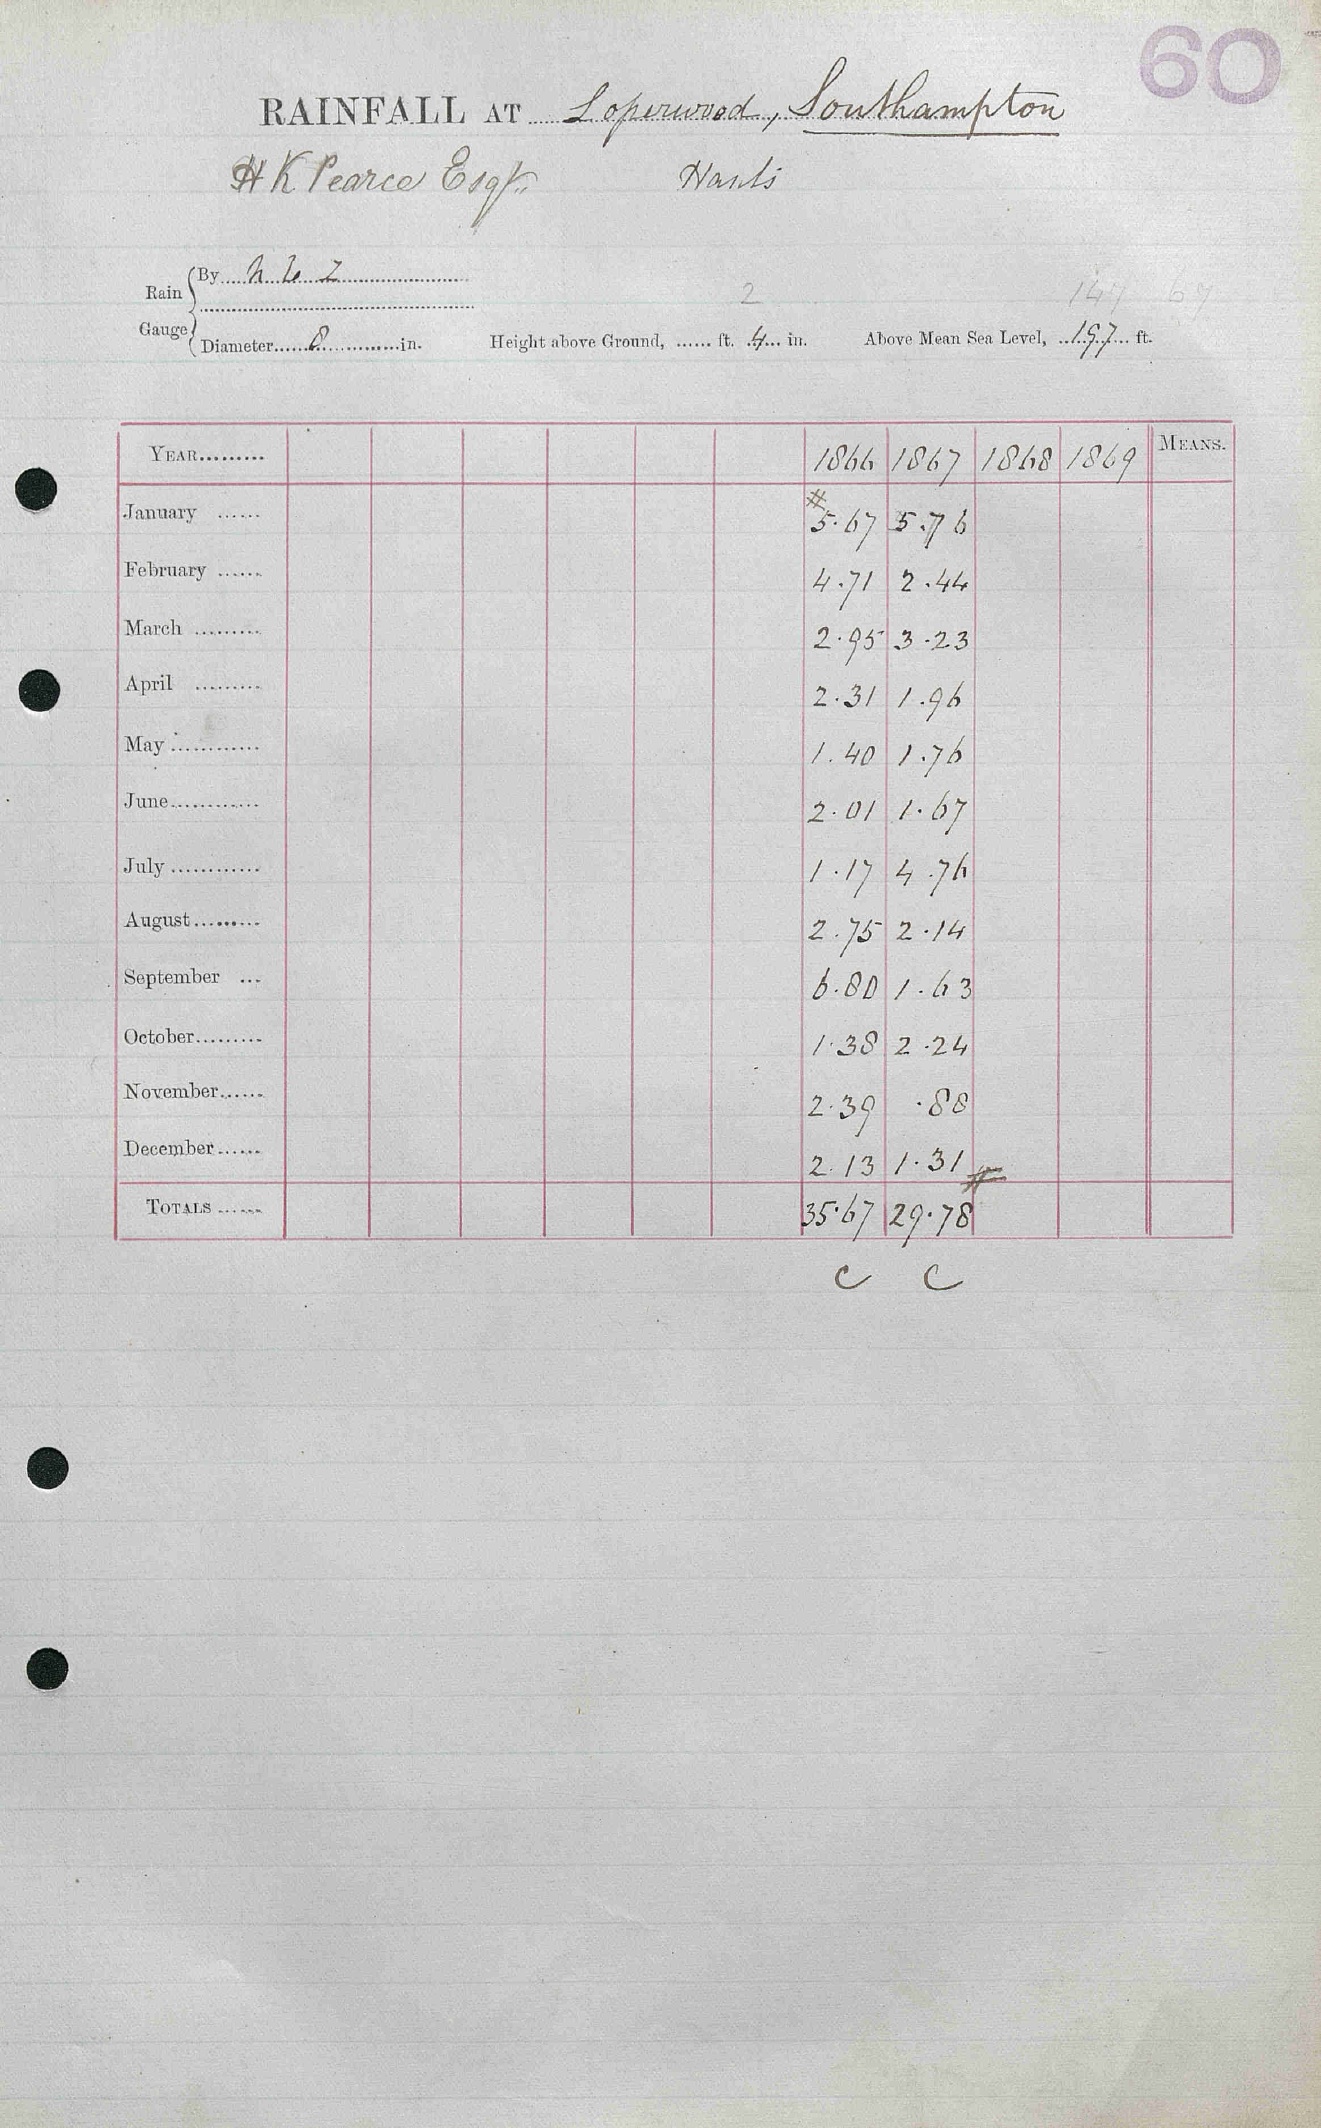 60
RAINFALL AT Loperwood, Southampton
H K Pearce Esqr. Hants
Rain Gauge
By
2 147 67
Diameter 8 in. Height above Ground, ...... ft. 4 in. Above Mean Sea Level, 197 ft.
YEAR......... 1866 1867 1868 1869 MEANS.
January ...... # 5.67 5.76
February ...... 4.71 2.44
March ......... 2.95 3.23
April ......... 2.31 1.96
May ............ 1.40 1.76
June............ 2.01 1.67
July ............ 1.17 4.76
August......... 2.75 2.14
September ... 6.80 1.63
October......... 1.38 2.24
November...... 2.39 .88
December...... 2.13 1.31 #
TOTALS ...... 35.67 29.78
C C